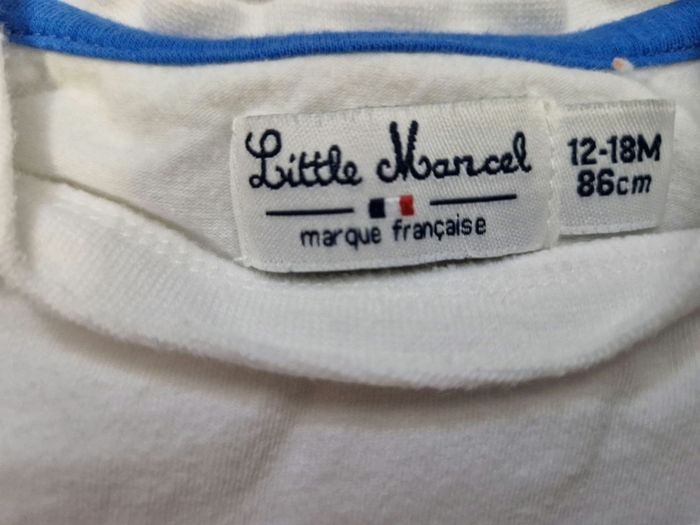 Little Marcel
marque française
12-18M
86cm